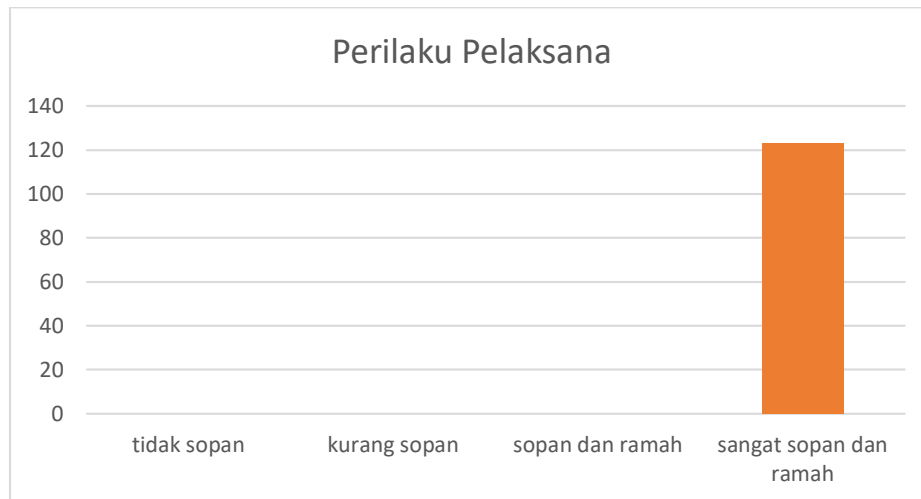 Perilaku Pelaksana
140
120
100
80
60
40
20
0
tidak sopan
kurang sopan
sopan dan ramah
sangat sopan dan
ramah